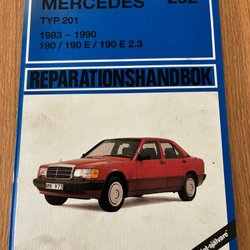 MERCEDES
TYP 201
1983 – 1990
190 / 190 E / 190 E 2.3
REPARATIONSHANDBOK